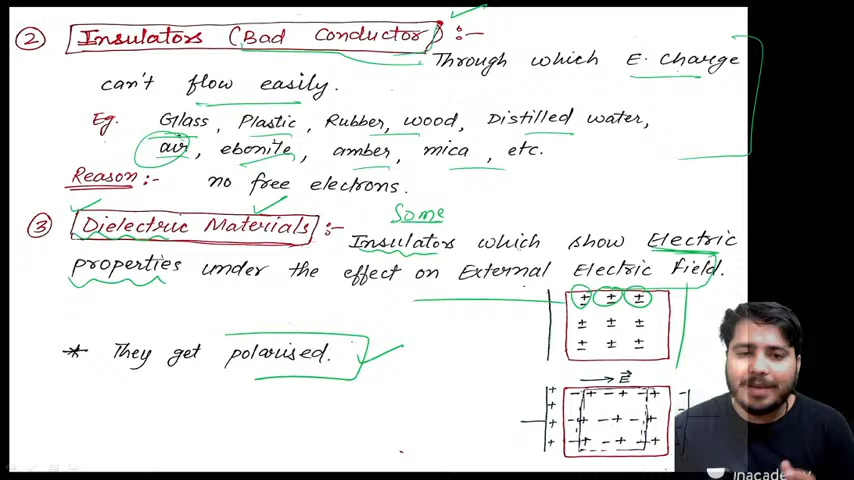 ② Insulators (Bad Conductor) :-
Through which E. Charge
can't flow easily.
Eg. Glass, Plastic, Rubber, wood, Distilled water,
air, ebonite, amber, mica, etc.
Reason :- no free electrons.
③ Dielectric Materials :-
Some
Insulators which show Electric
properties under the effect on External Electric field.
± ± ±
± ± ±
± ± ±
* They get polarised.
→ E⃗
+ - + - + - + -
+
+ - + - + - + -
+ - + - + - + -
unacademy